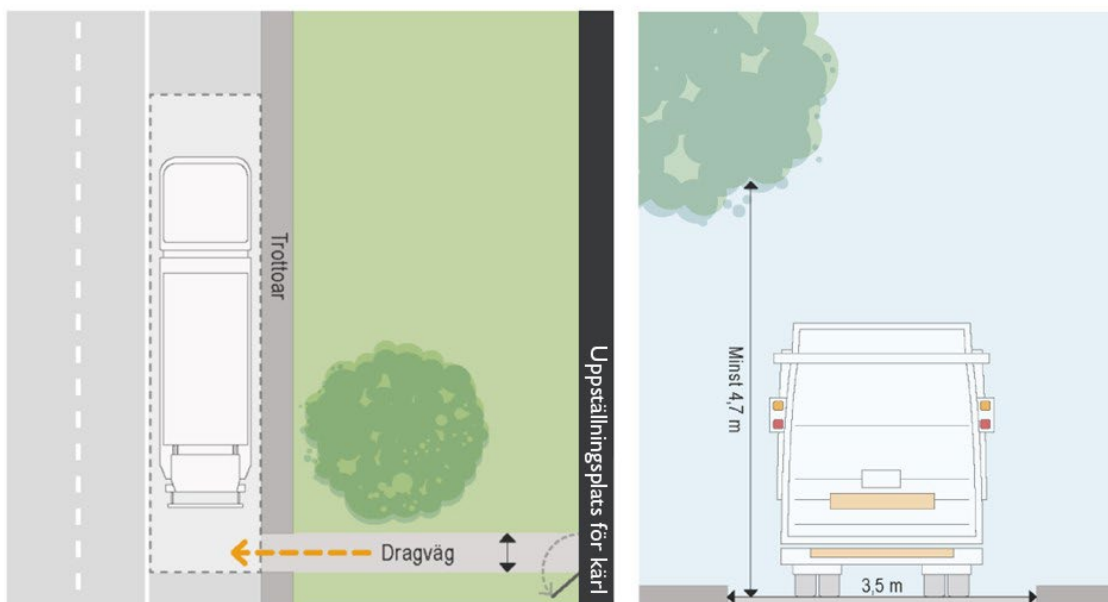 Trottoar
Dragväg
Uppställningsplats för kärl
Minst 4,7 m
3,5 m